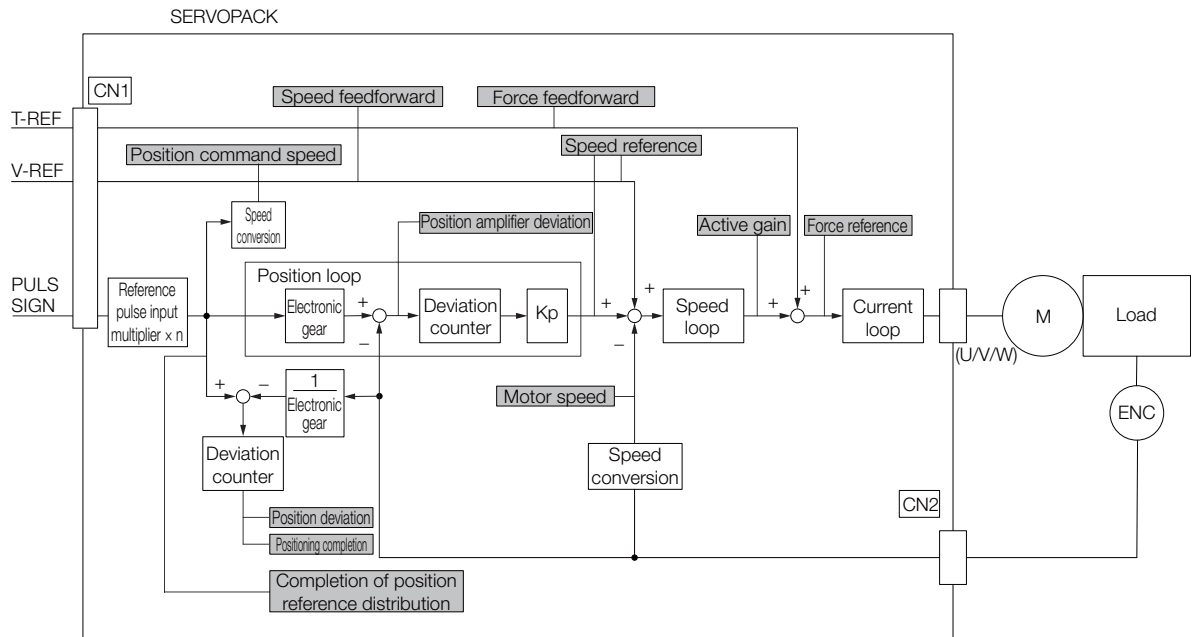 SERVOPACK
CN1
Speed feedforward
Force feedforward
T-REF
Position command speed
Speed reference
V-REF
Speed
conversion
Position amplifier deviation
Active gain
Force reference
PULS
SIGN
Reference
pulse input
multiplier × n
Position loop
Electronic
gear
+
−
Deviation
counter
Kp
+
+
−
Speed
loop
+
+
Current
loop
(U/V/W)
M
Load
+
−
1
Electronic
gear
Motor speed
ENC
Deviation
counter
Speed
conversion
CN2
Position deviation
Positioning completion
Completion of position
reference distribution